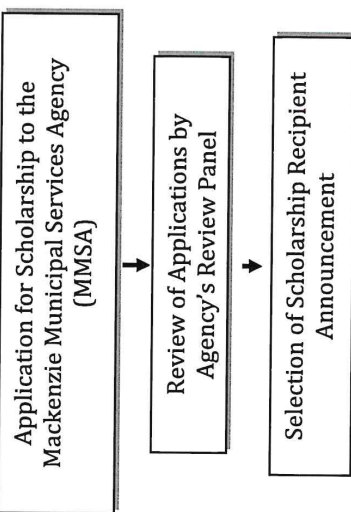 Application for Scholarship to the
Mackenzie Municipal Services Agency
(MMSA)
Review of Applications by
Agency's Review Panel
Selection of Scholarship Recipient
Announcement